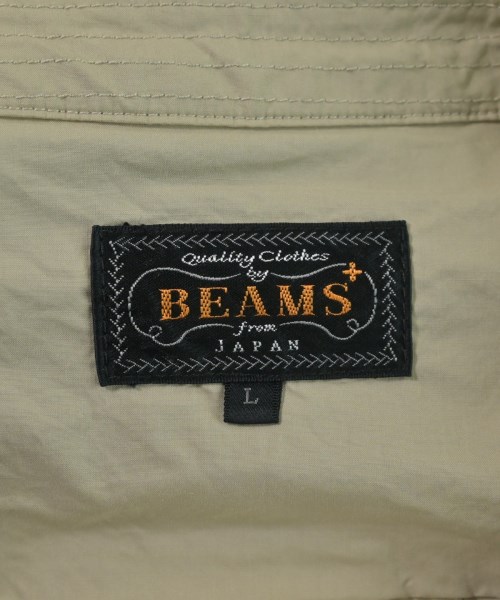 Quality Clothes
by
BEAMS+
from
JAPAN
L